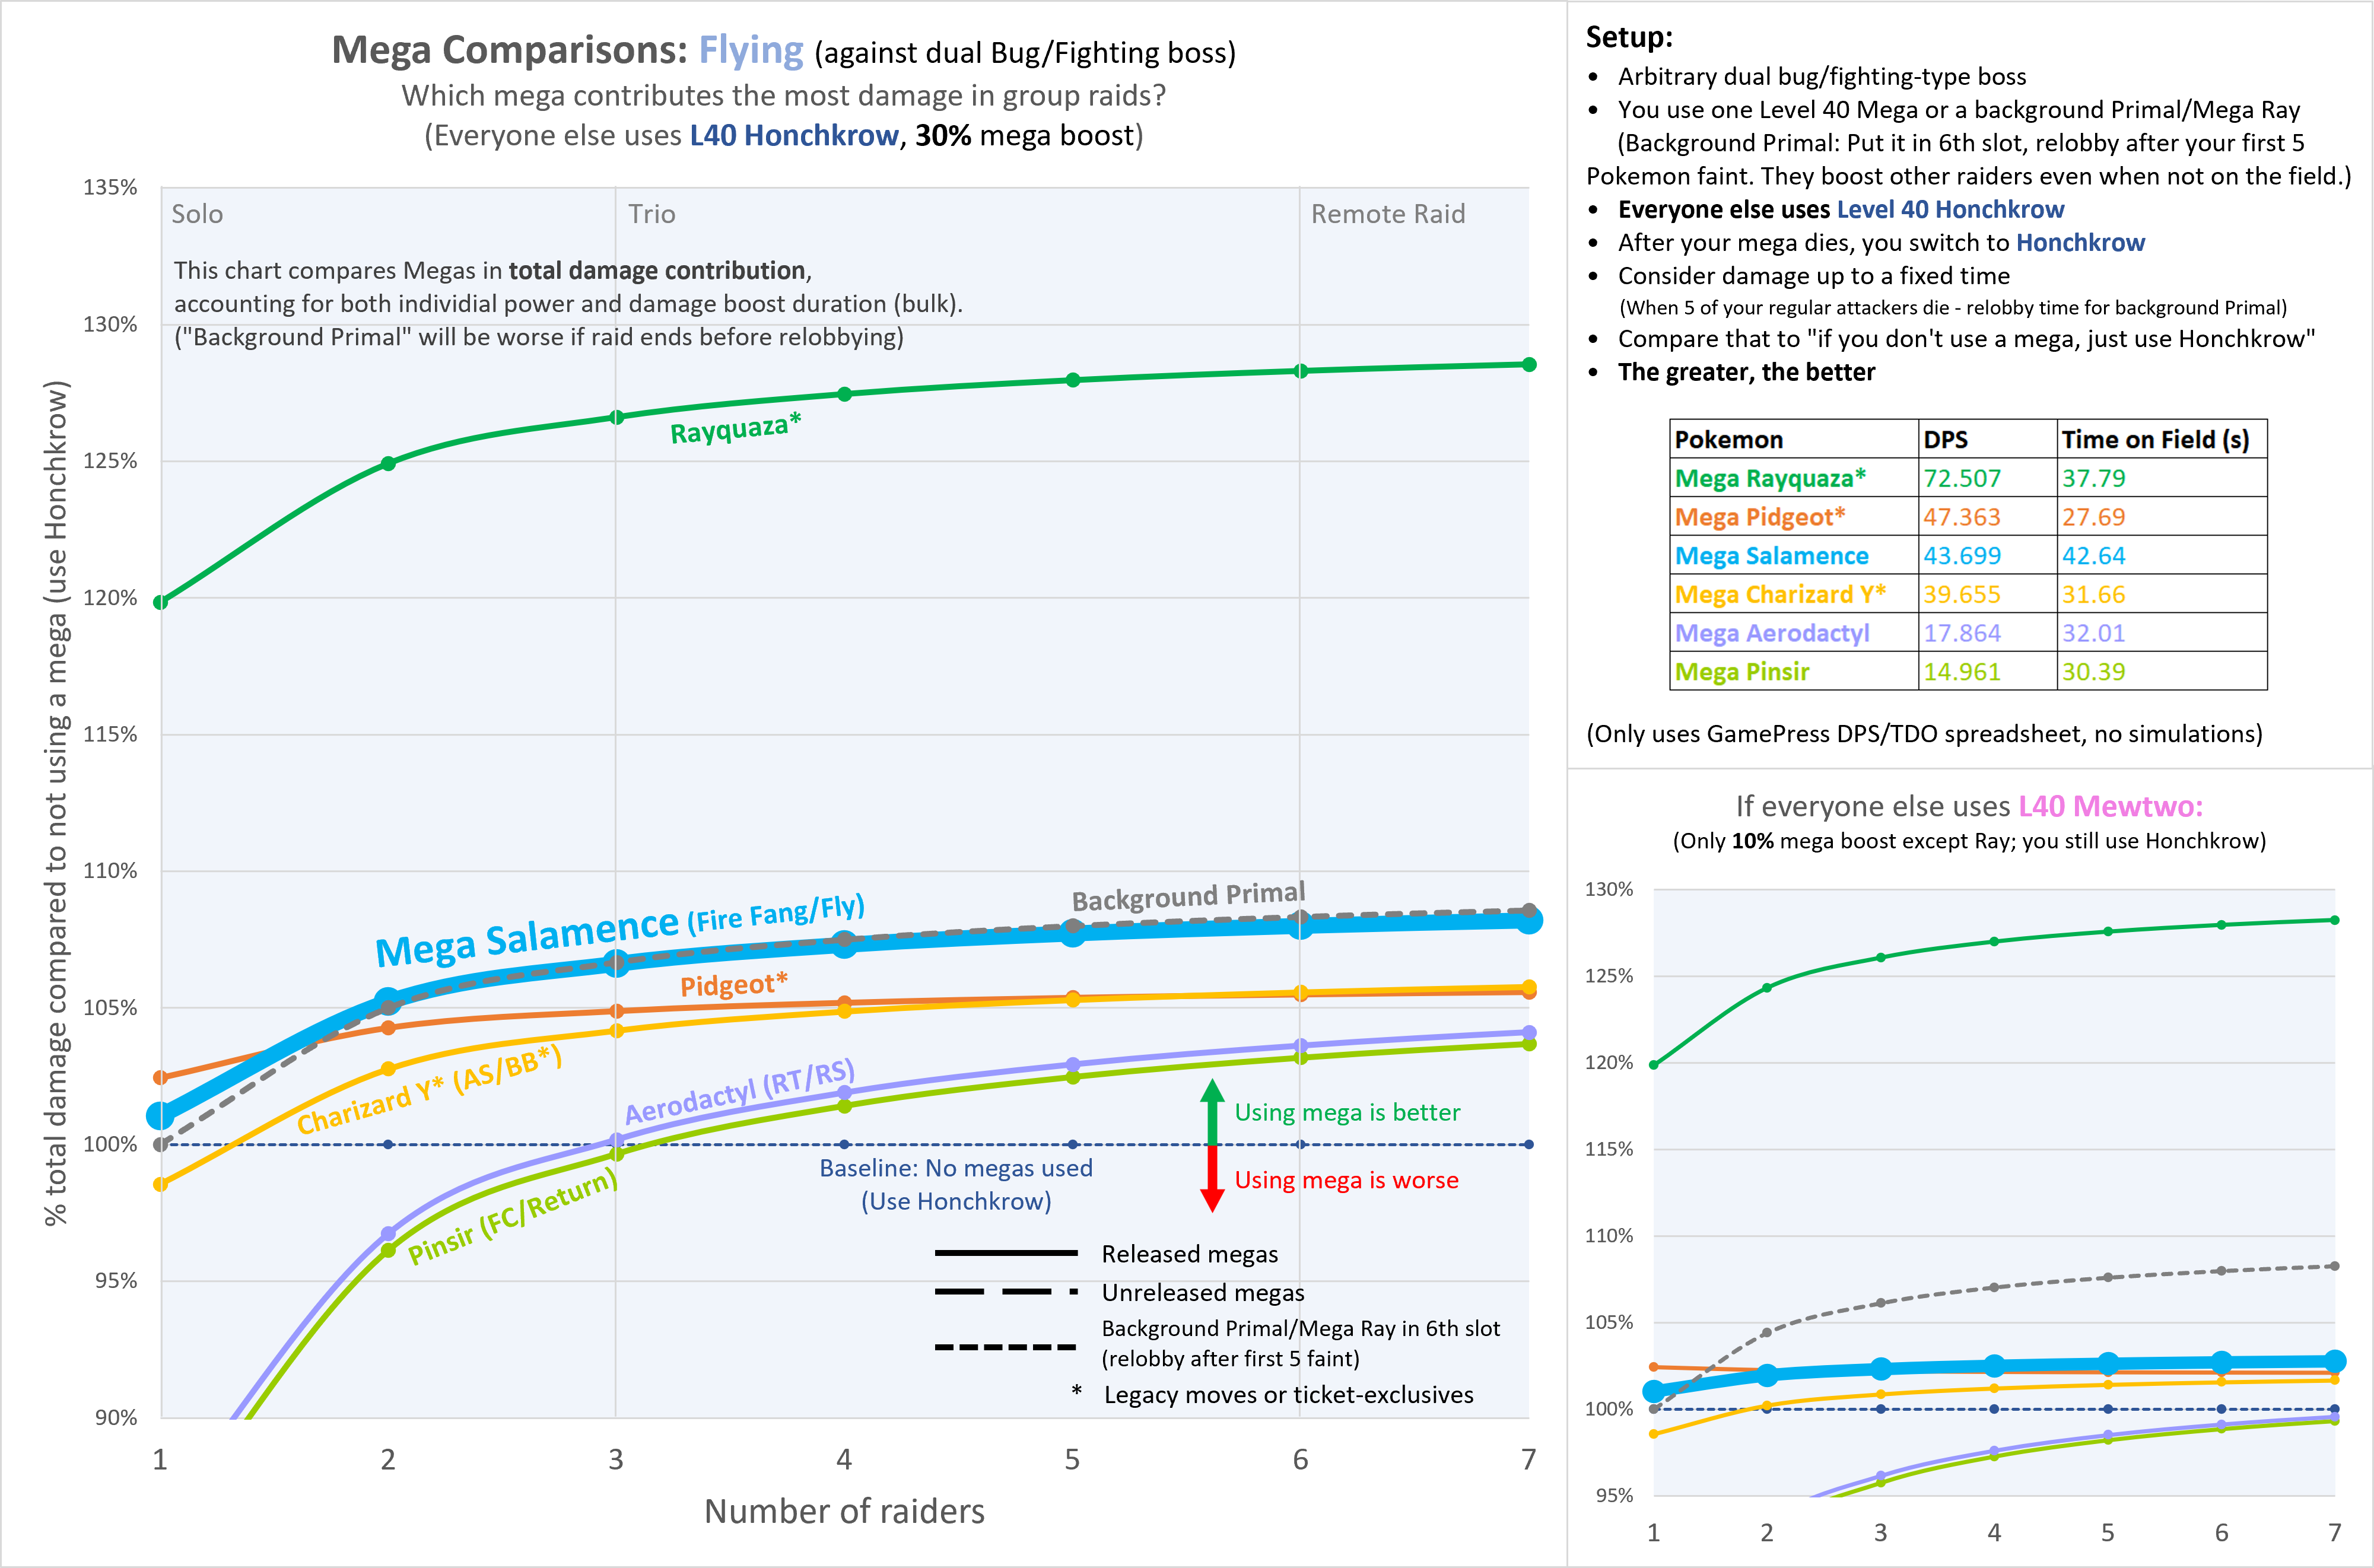 Mega Comparisons: Flying (against dual Bug/Fighting boss)
Which mega contributes the most damage in group raids?
(Everyone else uses L40 Honchkrow, 30% mega boost)
% total damage compared to not using a mega (use Honchkrow)
135%
130%
125%
120%
115%
110%
105%
100%
95%
90%
Solo
Trio
Remote Raid
This chart compares Megas in total damage contribution,
accounting for both individial power and damage boost duration (bulk).
("Background Primal" will be worse if raid ends before relobbying)
Rayquaza*
Mega Salamence (Fire Fang/Fly)
Background Primal
Pidgeot*
Charizard Y* (AS/BB*)
Aerodactyl (RT/RS)
Pinsir (FC/Return)
Baseline: No megas used
(Use Honchkrow)
Using mega is better
Using mega is worse
Released megas
Unreleased megas
Background Primal/Mega Ray in 6th slot
(relobby after first 5 faint)
* Legacy moves or ticket-exclusives
1 2 3 4 5 6 7
Number of raiders
Setup:
• Arbitrary dual bug/fighting-type boss
• You use one Level 40 Mega or a background Primal/Mega Ray
(Background Primal: Put it in 6th slot, relobby after your first 5
Pokemon faint. They boost other raiders even when not on the field.)
• Everyone else uses Level 40 Honchkrow
• After your mega dies, you switch to Honchkrow
• Consider damage up to a fixed time
(When 5 of your regular attackers die - relobby time for background Primal)
• Compare that to "if you don't use a mega, just use Honchkrow"
• The greater, the better
Pokemon DPS Time on Field (s)
Mega Rayquaza* 72.507 37.79
Mega Pidgeot* 47.363 27.69
Mega Salamence 43.699 42.64
Mega Charizard Y* 39.655 31.66
Mega Aerodactyl 17.864 32.01
Mega Pinsir 14.961 30.39
(Only uses GamePress DPS/TDO spreadsheet, no simulations)
If everyone else uses L40 Mewtwo:
(Only 10% mega boost except Ray; you still use Honchkrow)
130%
125%
120%
115%
110%
105%
100%
95%
1 2 3 4 5 6 7